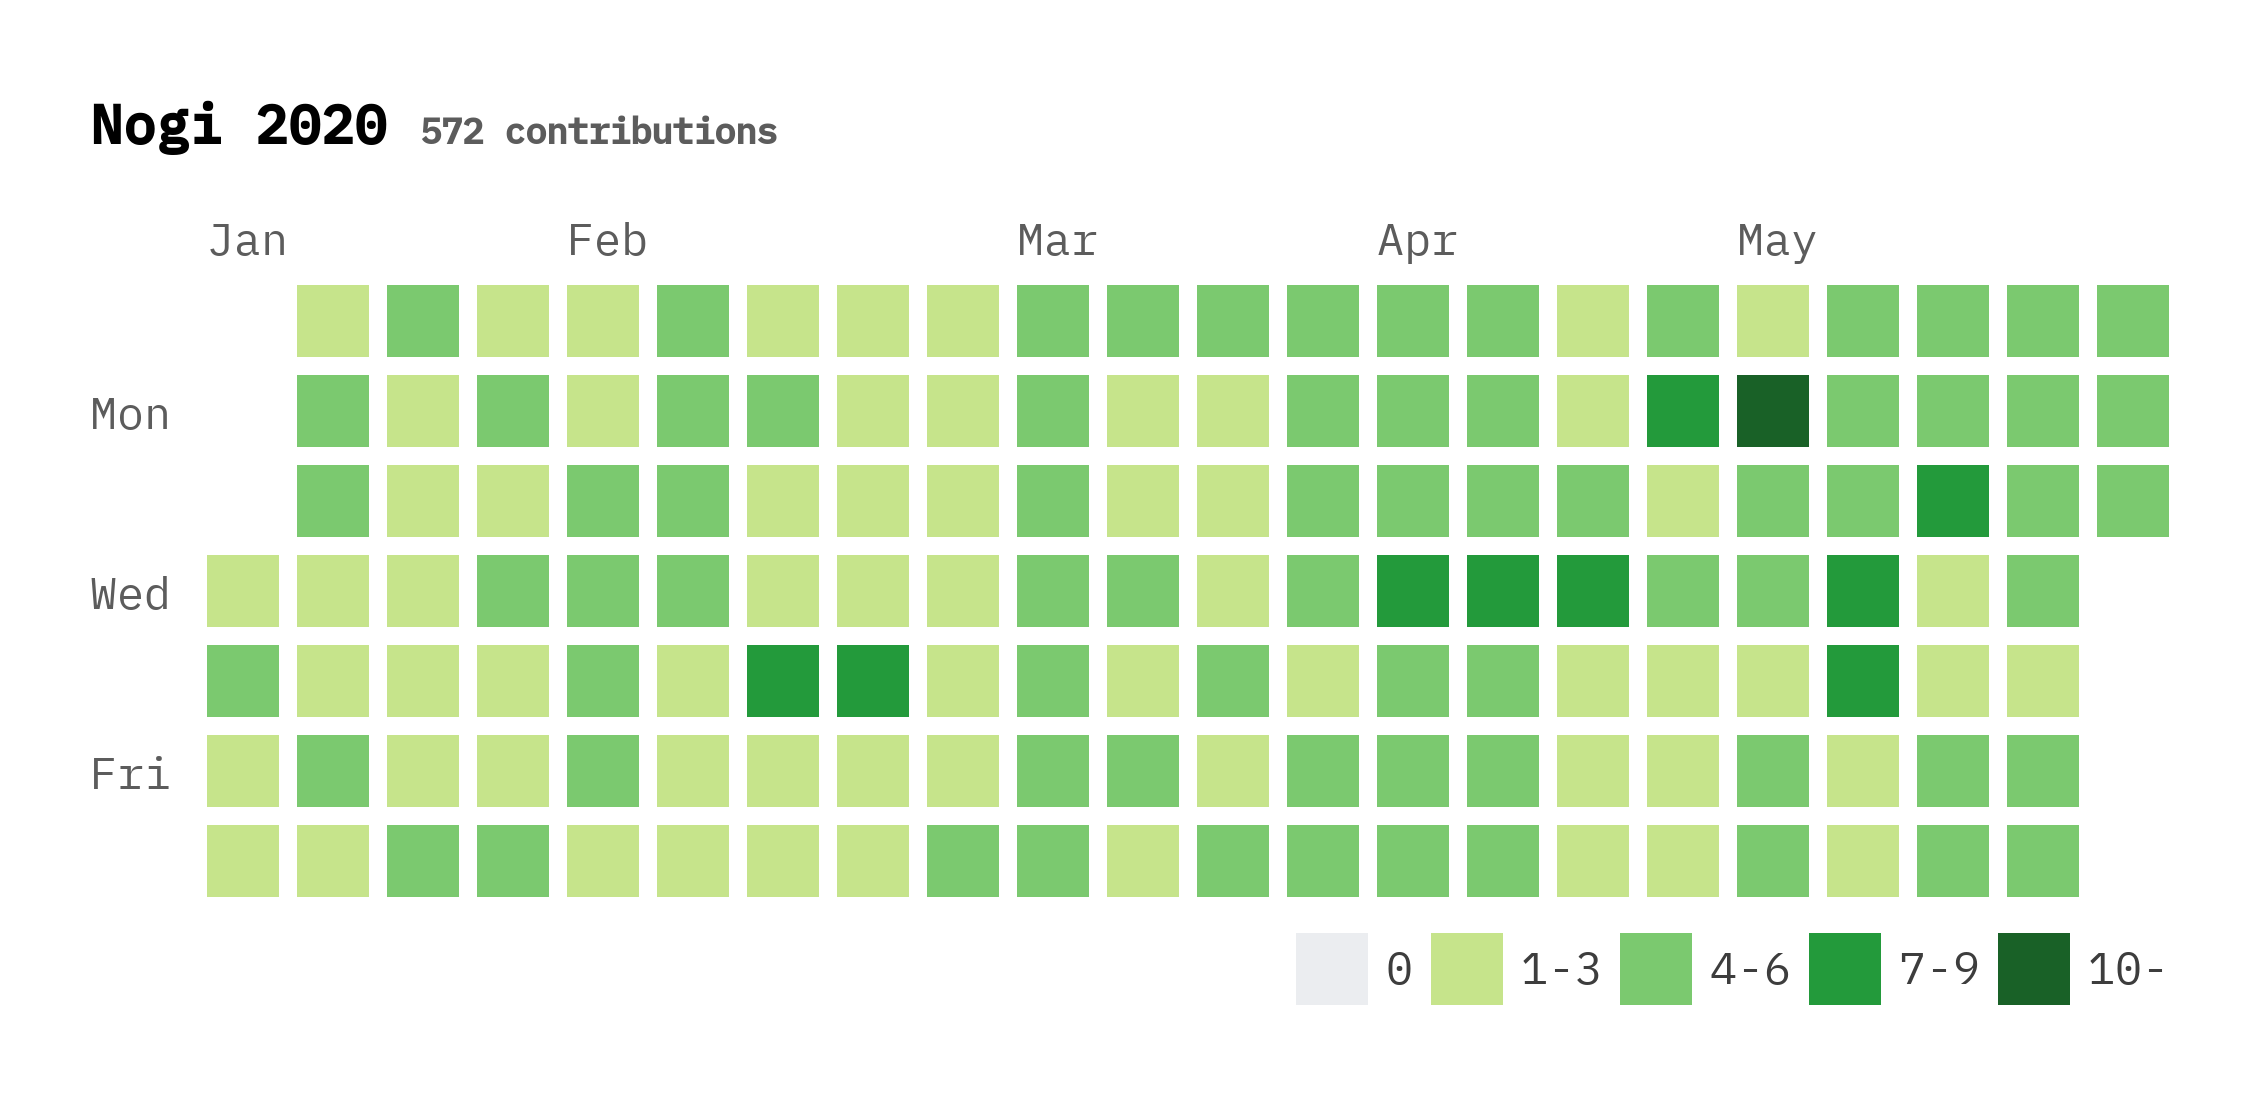 Nogi 2020 572 contributions
Jan Feb Mar Apr May
Mon
Wed
Fri
0 1-3 4-6 7-9 10-